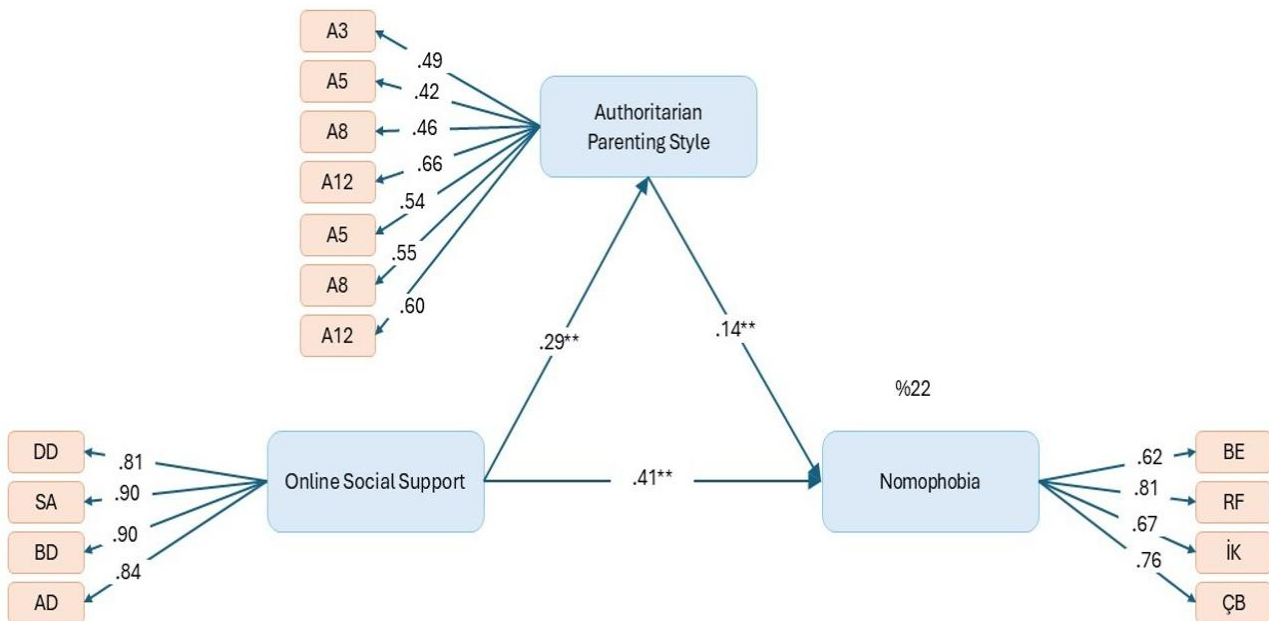 A3
.49
A5
.42
A8
.46
A12
.66
A5
.54
A8
.55
A12
.60
Authoritarian
Parenting Style
.29**
.14**
%22
DD
.81
SA
.90
BD
.90
AD
.84
Online Social Support
.41**
Nomophobia
.62
BE
.81
RF
.67
İK
.76
ÇB